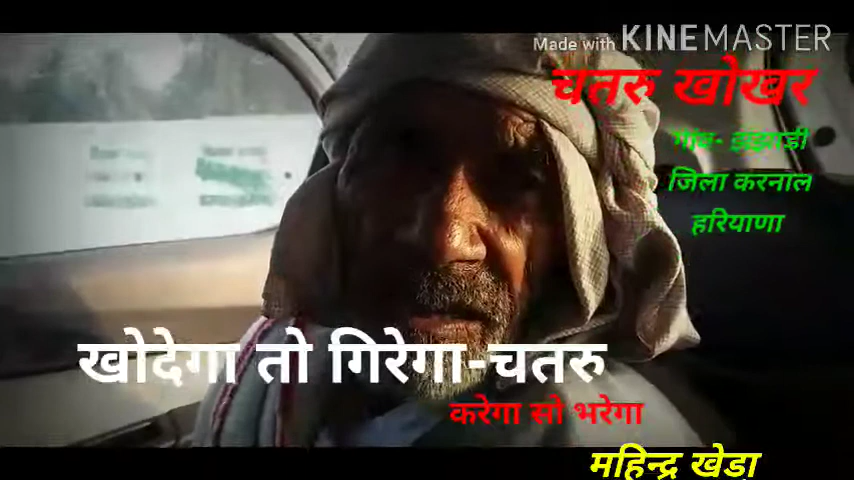 Made with KINEMASTER
चतरु खोखर
गांव- झंझाड़ी
जिला करनाल
हरियाणा
खोदेगा तो गिरेगा-चतरु
करेगा सो भरेगा
महिन्द्र खेड़ा